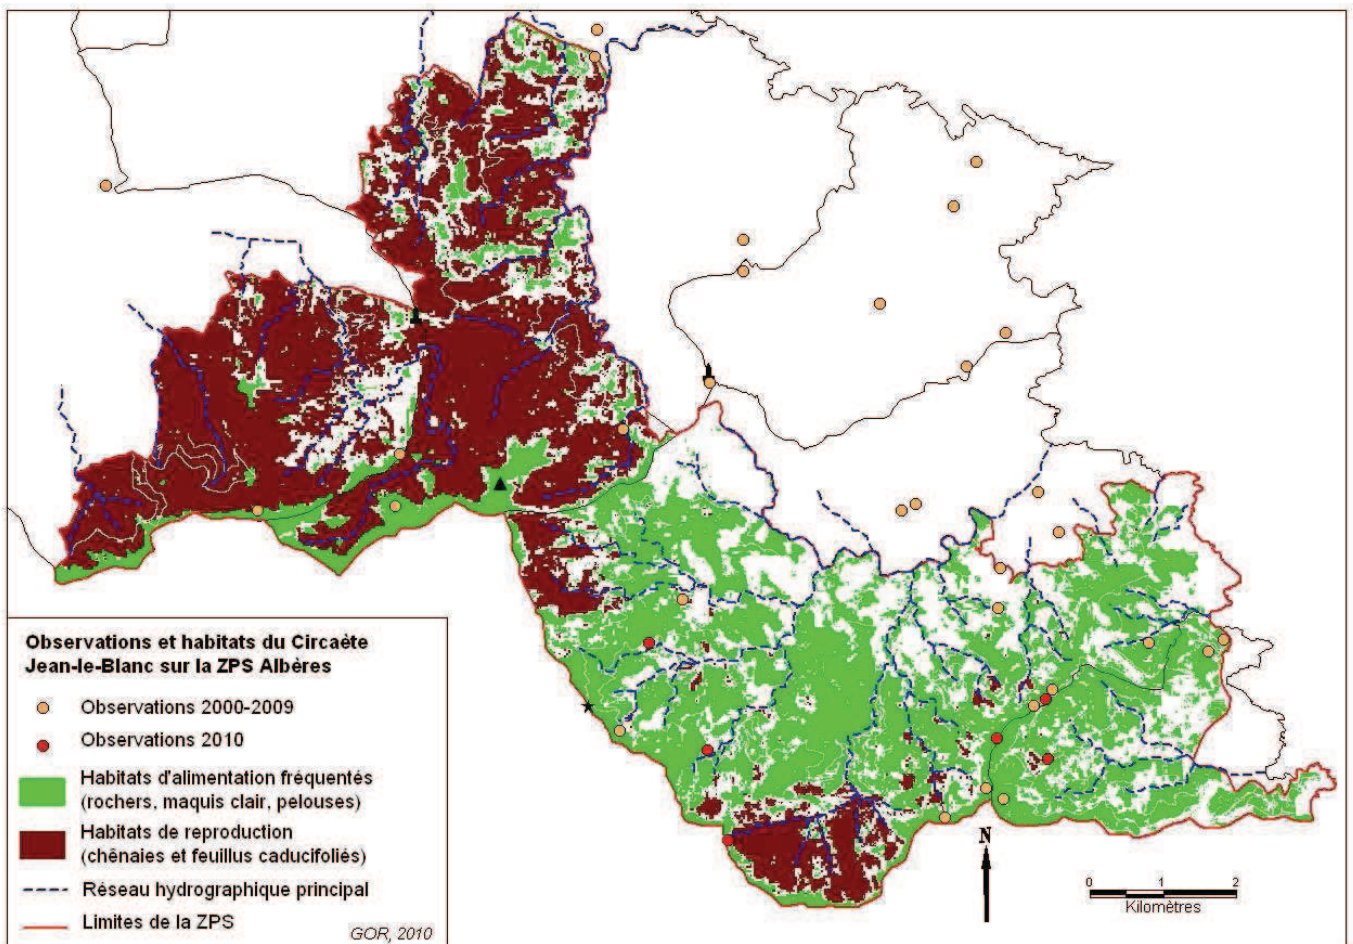 Observations et habitats du Circaète
Jean-le-Blanc sur la ZPS Albères
Observations 2000-2009
Observations 2010
Habitats d'alimentation fréquentés
(rochers, maquis clair, pelouses)
Habitats de reproduction
(chênaies et feuillus caducifoliés)
Réseau hydrographique principal
Limites de la ZPS
GOR, 2010
N
0 1 2
Kilomètres